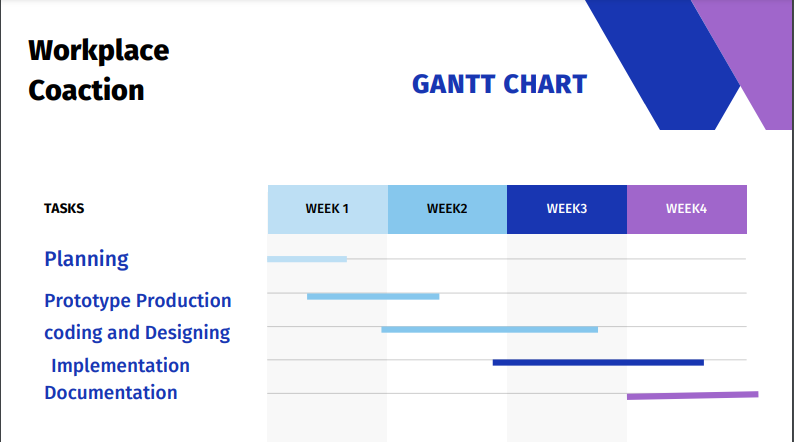 Workplace
Coaction
GANTT CHART
TASKS WEEK 1 WEEK2 WEEK3 WEEK4
Planning
Prototype Production
coding and Designing
Implementation
Documentation